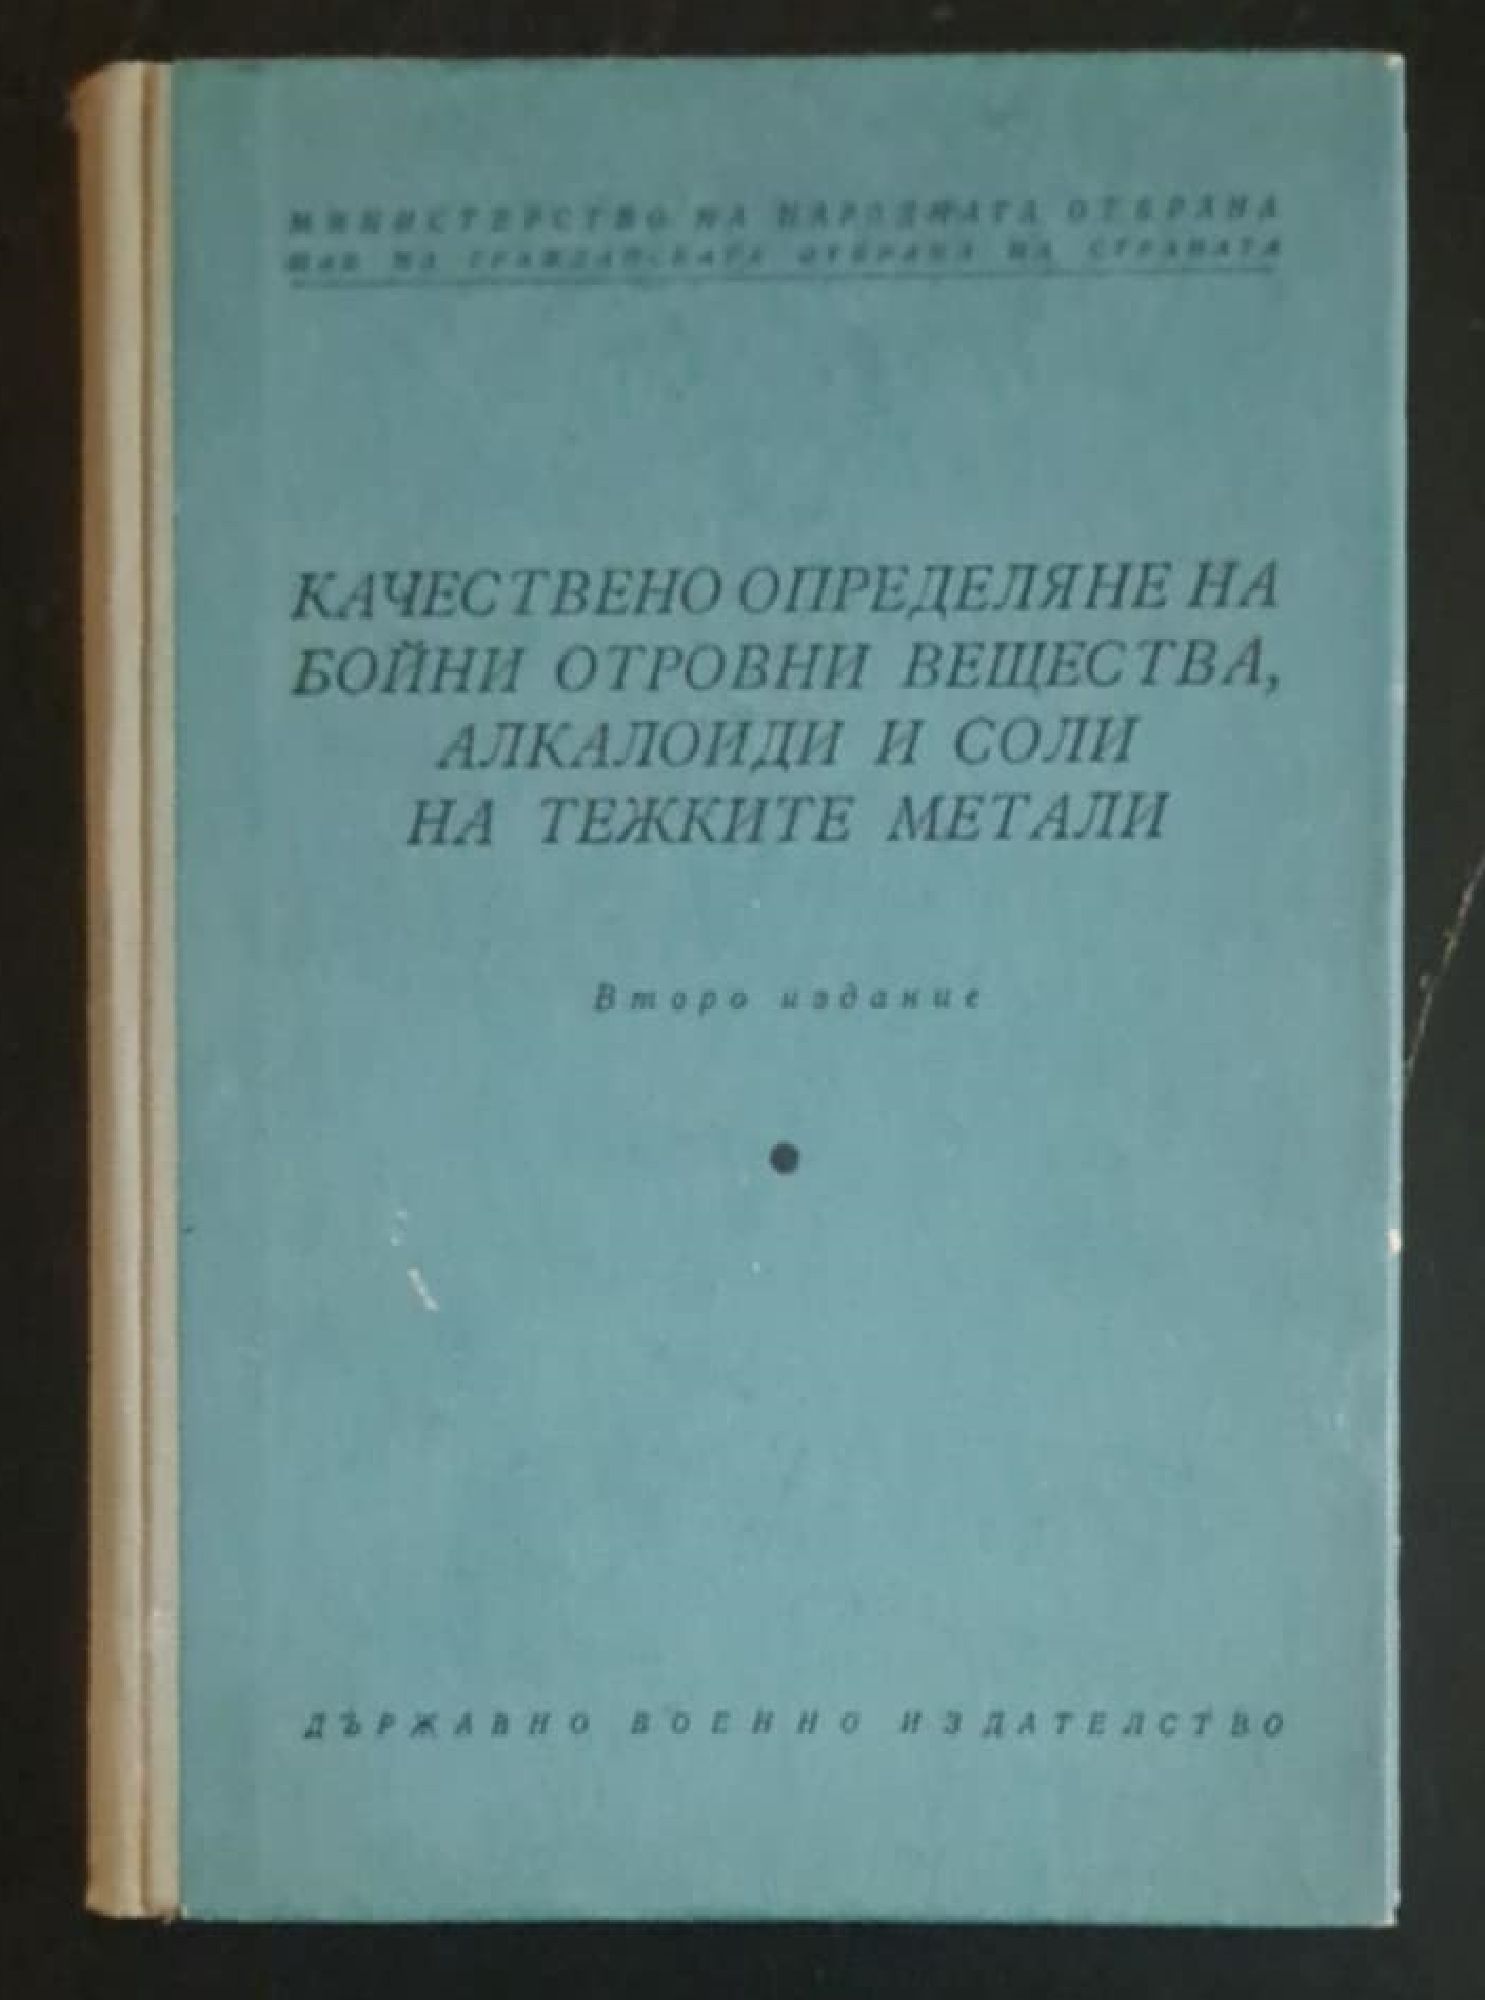 МИНИСТЕРСТВО НА НАРОДНАТА ОТБРАНА
ЩАБ НА ГРАЖДАНСКАТА ОТБРАНА НА СТРАНАТА
КАЧЕСТВЕНО ОПРЕДЕЛЯНЕ НА
БОЙНИ ОТРОВНИ ВЕЩЕСТВА,
АЛКАЛОИДИ И СОЛИ
НА ТЕЖКИТЕ МЕТАЛИ
Второ издание
ДЪРЖАВНО ВОЕННО ИЗДАТЕЛСТВО